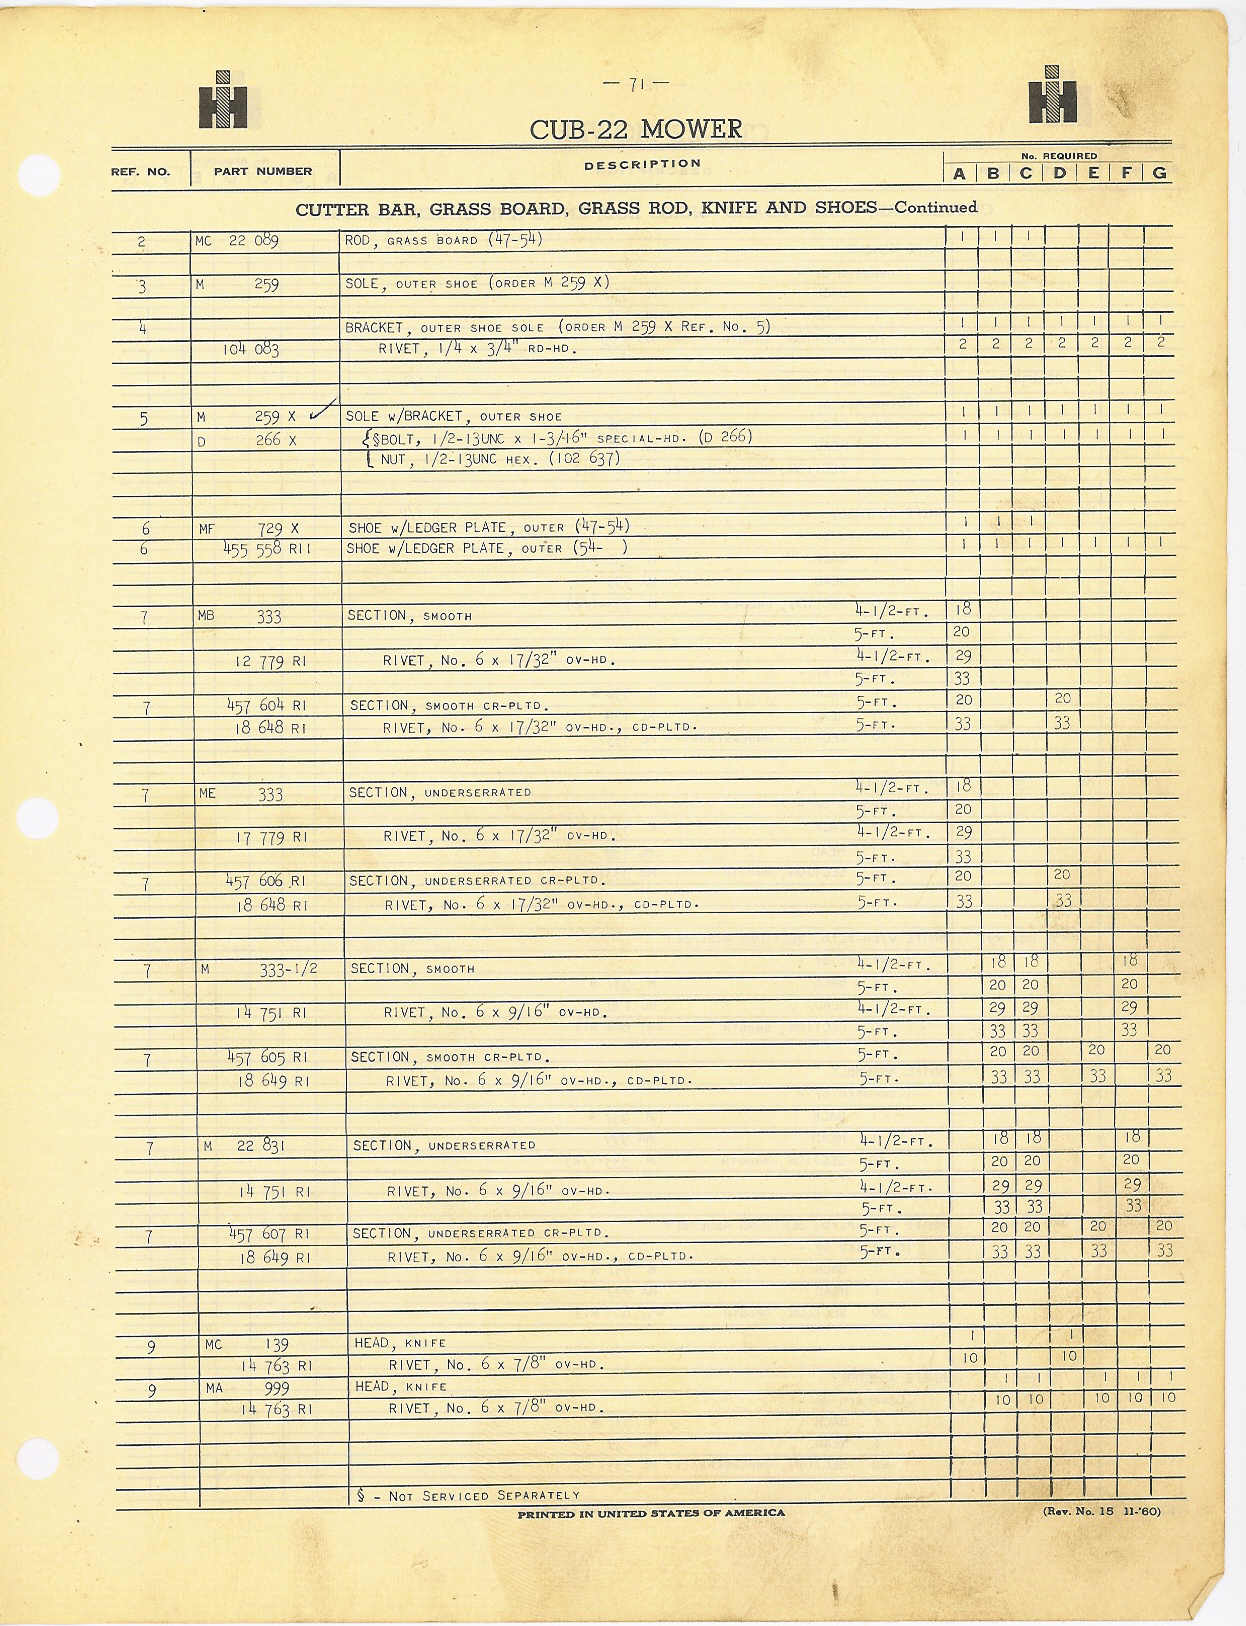 — 71 —
CUB-22 MOWER
REF. NO. PART NUMBER DESCRIPTION No. REQUIRED
A B C D E F G
CUTTER BAR, GRASS BOARD, GRASS ROD, KNIFE AND SHOES—Continued
2 MC 22 089 ROD, GRASS BOARD (47-54) 1 1 1
3 M 259 SOLE, OUTER SHOE (ORDER M 259 X)
4 BRACKET, OUTER SHOE SOLE (ORDER M 259 X REF. NO. 5) 1 1 1 1 1 1 1
104 083 RIVET, 1/4 X 3/4" RD-HD. 2 2 2 2 2 2 2
5 M 259 X ✓ SOLE W/BRACKET, OUTER SHOE 1 1 1 1 1 1 1
D 266 X {§BOLT, 1/2-13UNC X 1-3/16" SPECIAL-HD. (D 266) 1 1 1 1 1 1 1
NUT, 1/2-13UNC HEX. (102 637)
6 MF 729 X SHOE W/LEDGER PLATE, OUTER (47-54) 1 1 1
6 455 558 R11 SHOE W/LEDGER PLATE, OUTER (54- ) 1 1 1 1 1 1 1
7 MB 333 SECTION, SMOOTH 4-1/2-FT. 18
5-FT. 20
12 779 R1 RIVET, No. 6 X 17/32" OV-HD. 4-1/2-FT. 29
5-FT. 33
7 457 604 R1 SECTION, SMOOTH CR-PLTD. 5-FT. 20 20
18 648 R1 RIVET, No. 6 X 17/32" OV-HD., CD-PLTD. 5-FT. 33 33
7 ME 333 SECTION, UNDERSERRATED 4-1/2-FT. 18
5-FT. 20
17 779 R1 RIVET, No. 6 X 17/32" OV-HD. 4-1/2-FT. 29
5-FT. 33
7 457 606 R1 SECTION, UNDERSERRATED CR-PLTD. 5-FT. 20 20
18 648 R1 RIVET, No. 6 X 17/32" OV-HD., CD-PLTD. 5-FT. 33 33
7 M 333-1/2 SECTION, SMOOTH 4-1/2-FT. 18 18 18
5-FT. 20 20 20
14 751 R1 RIVET, No. 6 X 9/16" OV-HD. 4-1/2-FT. 29 29 29
5-FT. 33 33 33
7 457 605 R1 SECTION, SMOOTH CR-PLTD. 5-FT. 20 20 20 20
18 649 R1 RIVET, No. 6 X 9/16" OV-HD., CD-PLTD. 5-FT. 33 33 33 33
7 M 22 831 SECTION, UNDERSERRATED 4-1/2-FT. 18 18 18
5-FT. 20 20 20
14 751 R1 RIVET, No. 6 X 9/16" OV-HD. 4-1/2-FT. 29 29 29
5-FT. 33 33 33
7 457 607 R1 SECTION, UNDERSERRATED CR-PLTD. 5-FT. 20 20 20 20
18 649 R1 RIVET, No. 6 X 9/16" OV-HD., CD-PLTD. 5-FT. 33 33 33 33
9 MC 139 HEAD, KNIFE 1 1
14 763 R1 RIVET, No. 6 X 7/8" OV-HD. 10 10
9 MA 999 HEAD, KNIFE 1 1 1 1 1
14 763 R1 RIVET, No. 6 X 7/8" OV-HD. 10 10 10 10 10
§ - NOT SERVICED SEPARATELY
PRINTED IN UNITED STATES OF AMERICA (Rev. No. 15 11-'60)